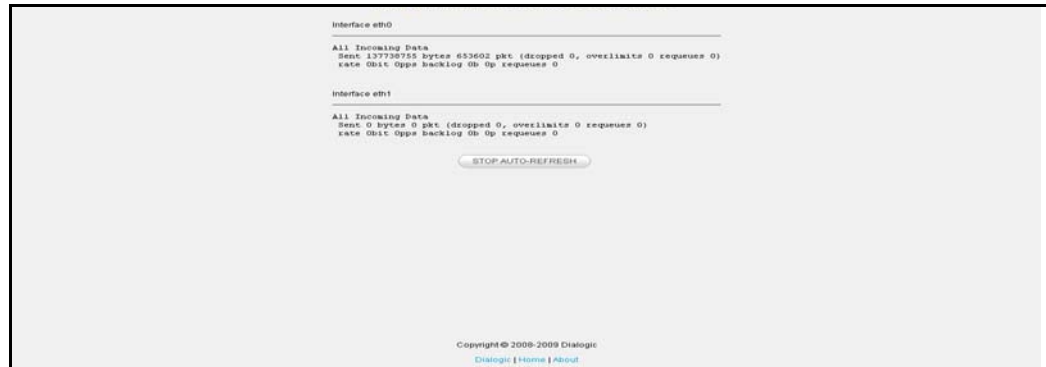 Interface eth0
All Incoming Data
Sent 137738755 bytes 653602 pkt (dropped 0, overlimits 0 requeues 0)
rate 0bit 0pps backlog 0b 0p requeues 0
Interface eth1
All Incoming Data
Sent 0 bytes 0 pkt (dropped 0, overlimits 0 requeues 0)
rate 0bit 0pps backlog 0b 0p requeues 0
STOP AUTO-REFRESH
Copyright © 2008-2009 Dialogic
Dialogic | Home | About